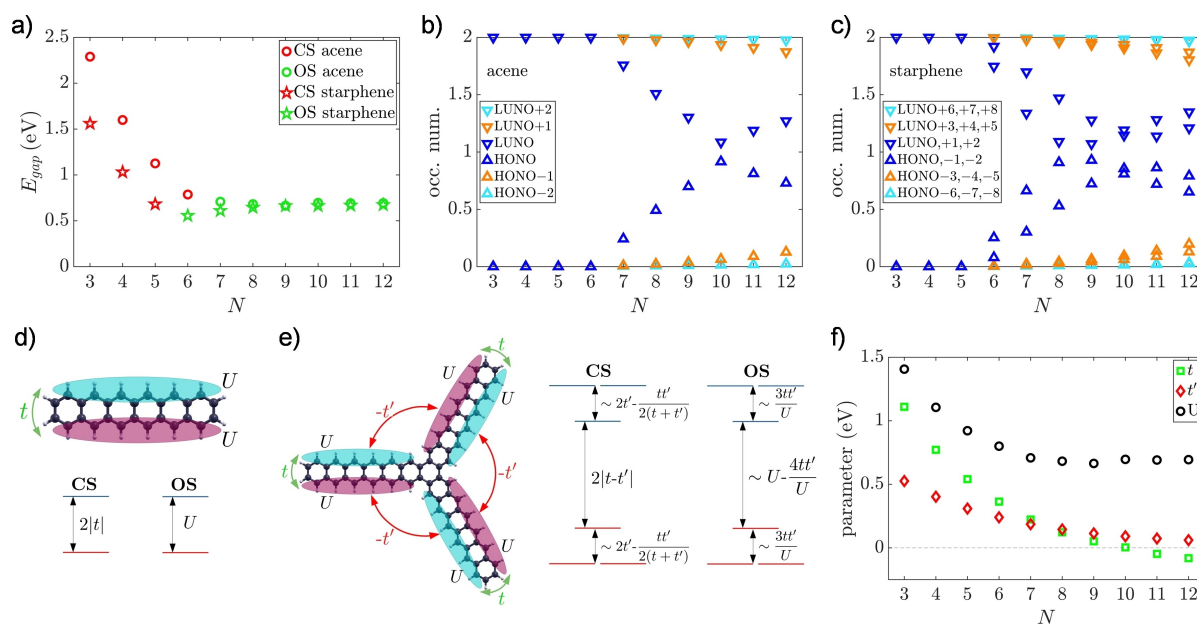 a)
E_gap (eV)
2.5
2
1.5
1
0.5
0
3 4 5 6 7 8 9 10 11 12
N
CS acene
OS acene
CS starphene
OS starphene
b)
occ. num.
2
1.5
1
0.5
0
acene
LUNO+2
LUNO+1
LUNO
HONO
HONO−1
HONO−2
3 4 5 6 7 8 9 10 11 12
N
c)
occ. num.
2
1.5
1
0.5
0
starphene
LUNO+6,+7,+8
LUNO+3,+4,+5
LUNO,+1,+2
HONO,-1,-2
HONO−3,−4,−5
HONO−6,−7,−8
3 4 5 6 7 8 9 10 11 12
N
d)
U
t
U
CS OS
2|t| U
e)
t
U
U
-t′
U
t
U
-t′
-t′
U
U
t
CS
~ 2t′- tt′/2(t+t′)
2|t-t′|
~ 2t′- tt′/2(t+t′)
OS
~ 3tt′/U
~ U- 4tt′/U
~ 3tt′/U
f)
parameter (eV)
1.5
1
0.5
0
3 4 5 6 7 8 9 10 11 12
N
t
t′
U